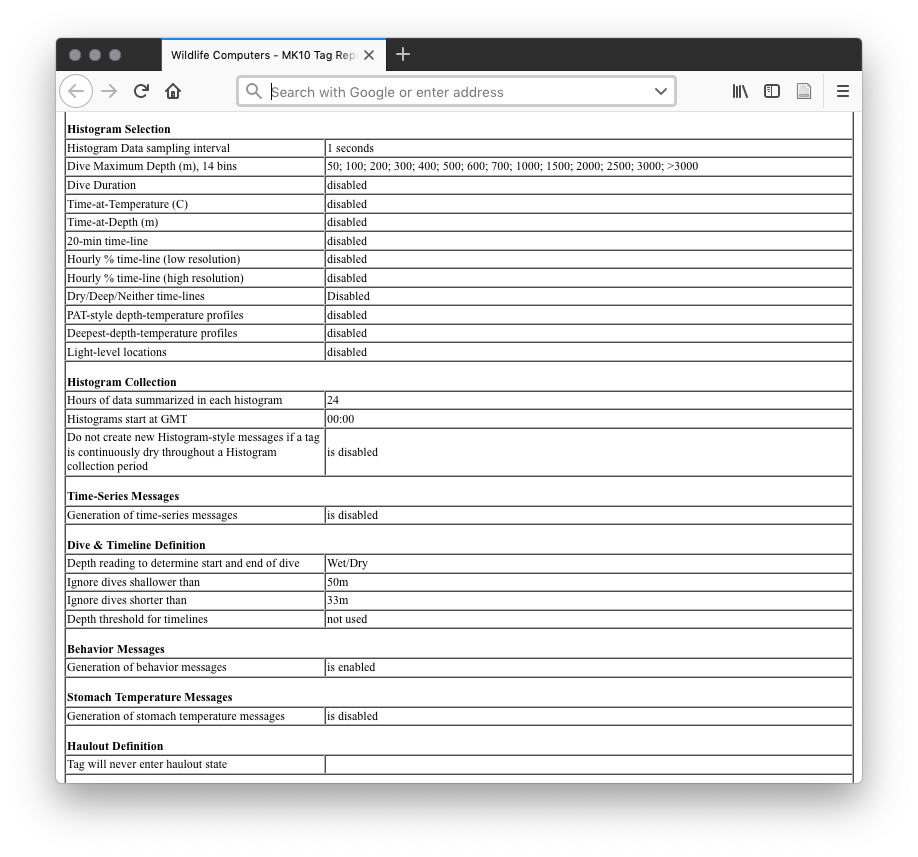 Wildlife Computers - MK10 Tag Rep
Search with Google or enter address
Histogram Selection
Histogram Data sampling interval 1 seconds
Dive Maximum Depth (m), 14 bins 50; 100; 200; 300; 400; 500; 600; 700; 1000; 1500; 2000; 2500; 3000; >3000
Dive Duration disabled
Time-at-Temperature (C) disabled
Time-at-Depth (m) disabled
20-min time-line disabled
Hourly % time-line (low resolution) disabled
Hourly % time-line (high resolution) disabled
Dry/Deep/Neither time-lines Disabled
PAT-style depth-temperature profiles disabled
Deepest-depth-temperature profiles disabled
Light-level locations disabled
Histogram Collection
Hours of data summarized in each histogram 24
Histograms start at GMT 00:00
Do not create new Histogram-style messages if a tag
is continuously dry throughout a Histogram is disabled
collection period
Time-Series Messages
Generation of time-series messages is disabled
Dive & Timeline Definition
Depth reading to determine start and end of dive Wet/Dry
Ignore dives shallower than 50m
Ignore dives shorter than 33m
Depth threshold for timelines not used
Behavior Messages
Generation of behavior messages is enabled
Stomach Temperature Messages
Generation of stomach temperature messages is disabled
Haulout Definition
Tag will never enter haulout state